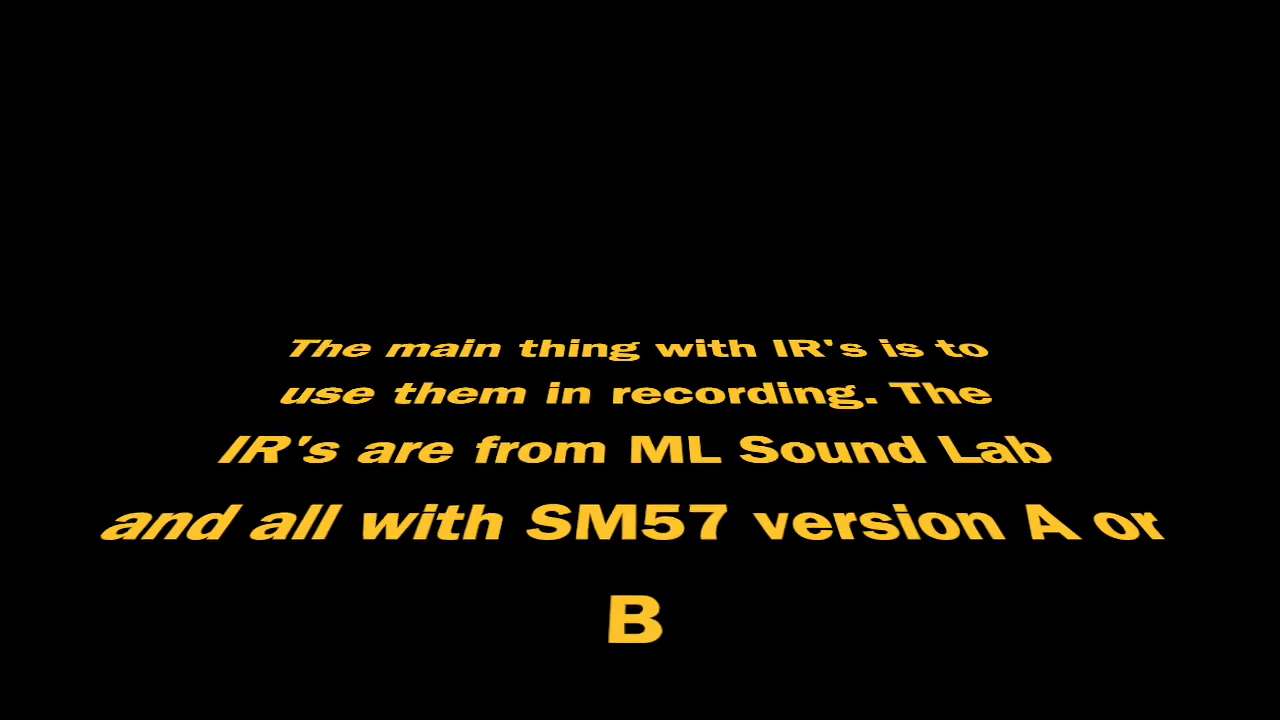 The main thing with IR's is to
use them in recording. The
IR's are from ML Sound Lab
and all with SM57 version A or
B